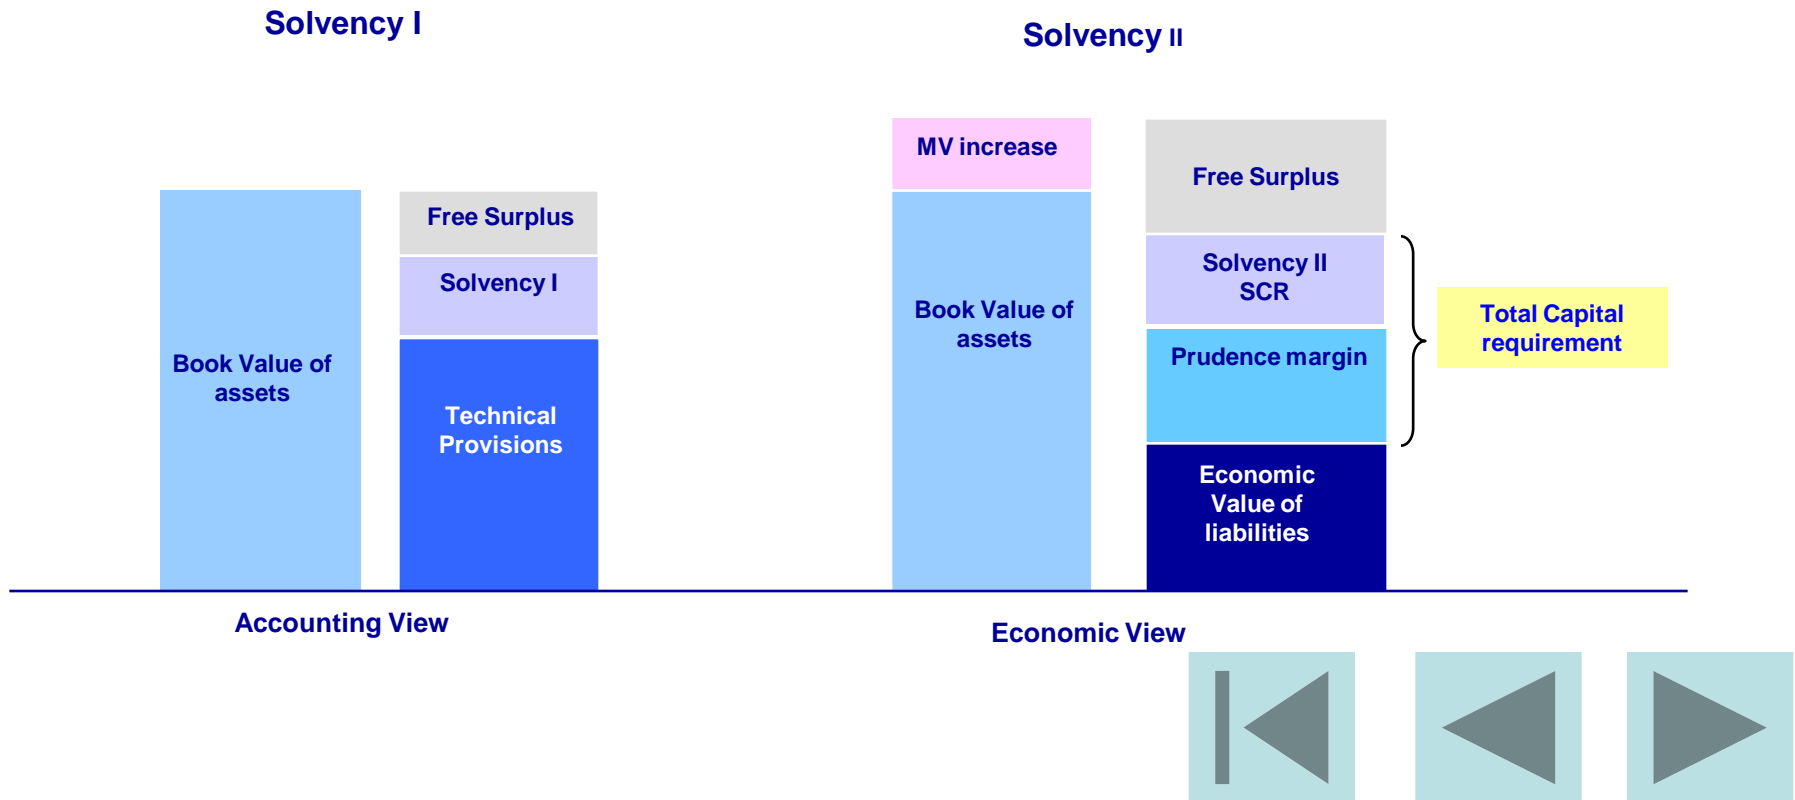 Solvency I
Solvency II
MV increase
Free Surplus
Free Surplus
Solvency I
Solvency II
SCR
Book Value of
assets
Book Value of
assets
Total Capital
requirement
Prudence margin
Technical
Provisions
Economic
Value of
liabilities
Accounting View
Economic View